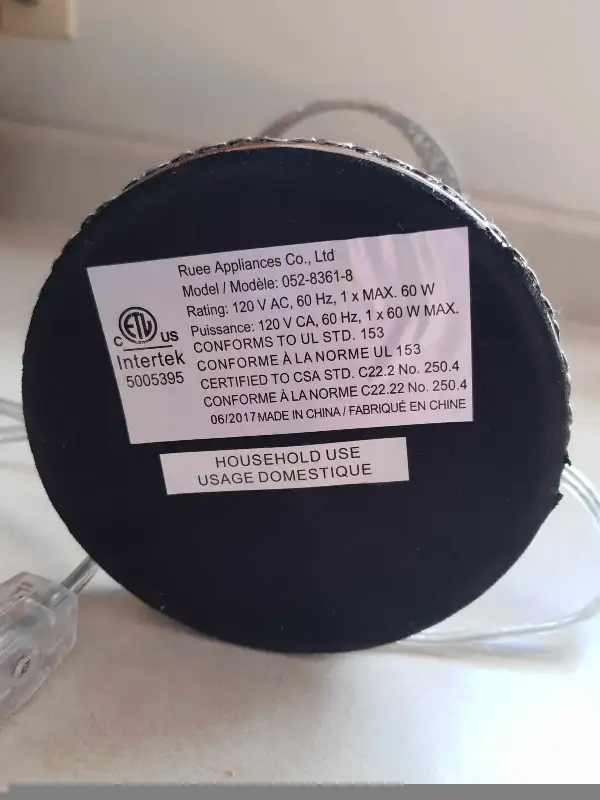 Ruee Appliances Co., Ltd
Model / Modèle: 052-8361-8
Rating: 120 V AC, 60 Hz, 1 x MAX. 60 W
Puissance: 120 V CA, 60 Hz, 1 x 60 W MAX.
CONFORMS TO UL STD. 153
CONFORME À LA NORME UL 153
CERTIFIED TO CSA STD. C22.2 No. 250.4
CONFORME À LA NORME C22.22 No. 250.4
06/2017 MADE IN CHINA / FABRIQUÉ EN CHINE
C ETL US
Intertek
5005395
HOUSEHOLD USE
USAGE DOMESTIQUE